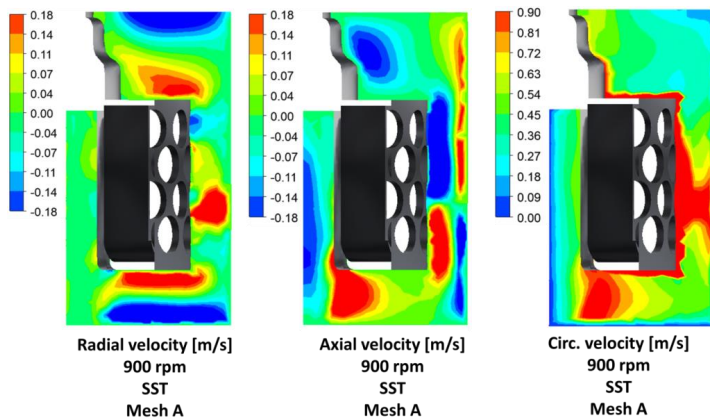 0.18
0.14
0.11
0.07
0.04
-0.00
-0.04
-0.07
-0.11
-0.14
-0.18
0.18
0.14
0.11
0.07
0.04
0.00
-0.04
-0.07
-0.11
-0.14
-0.18
0.90
0.81
0.72
0.63
0.54
0.45
0.36
0.27
0.18
0.09
0.00
Radial velocity [m/s]
900 rpm
SST
Mesh A
Axial velocity [m/s]
900 rpm
SST
Mesh A
Circ. velocity [m/s]
900 rpm
SST
Mesh A